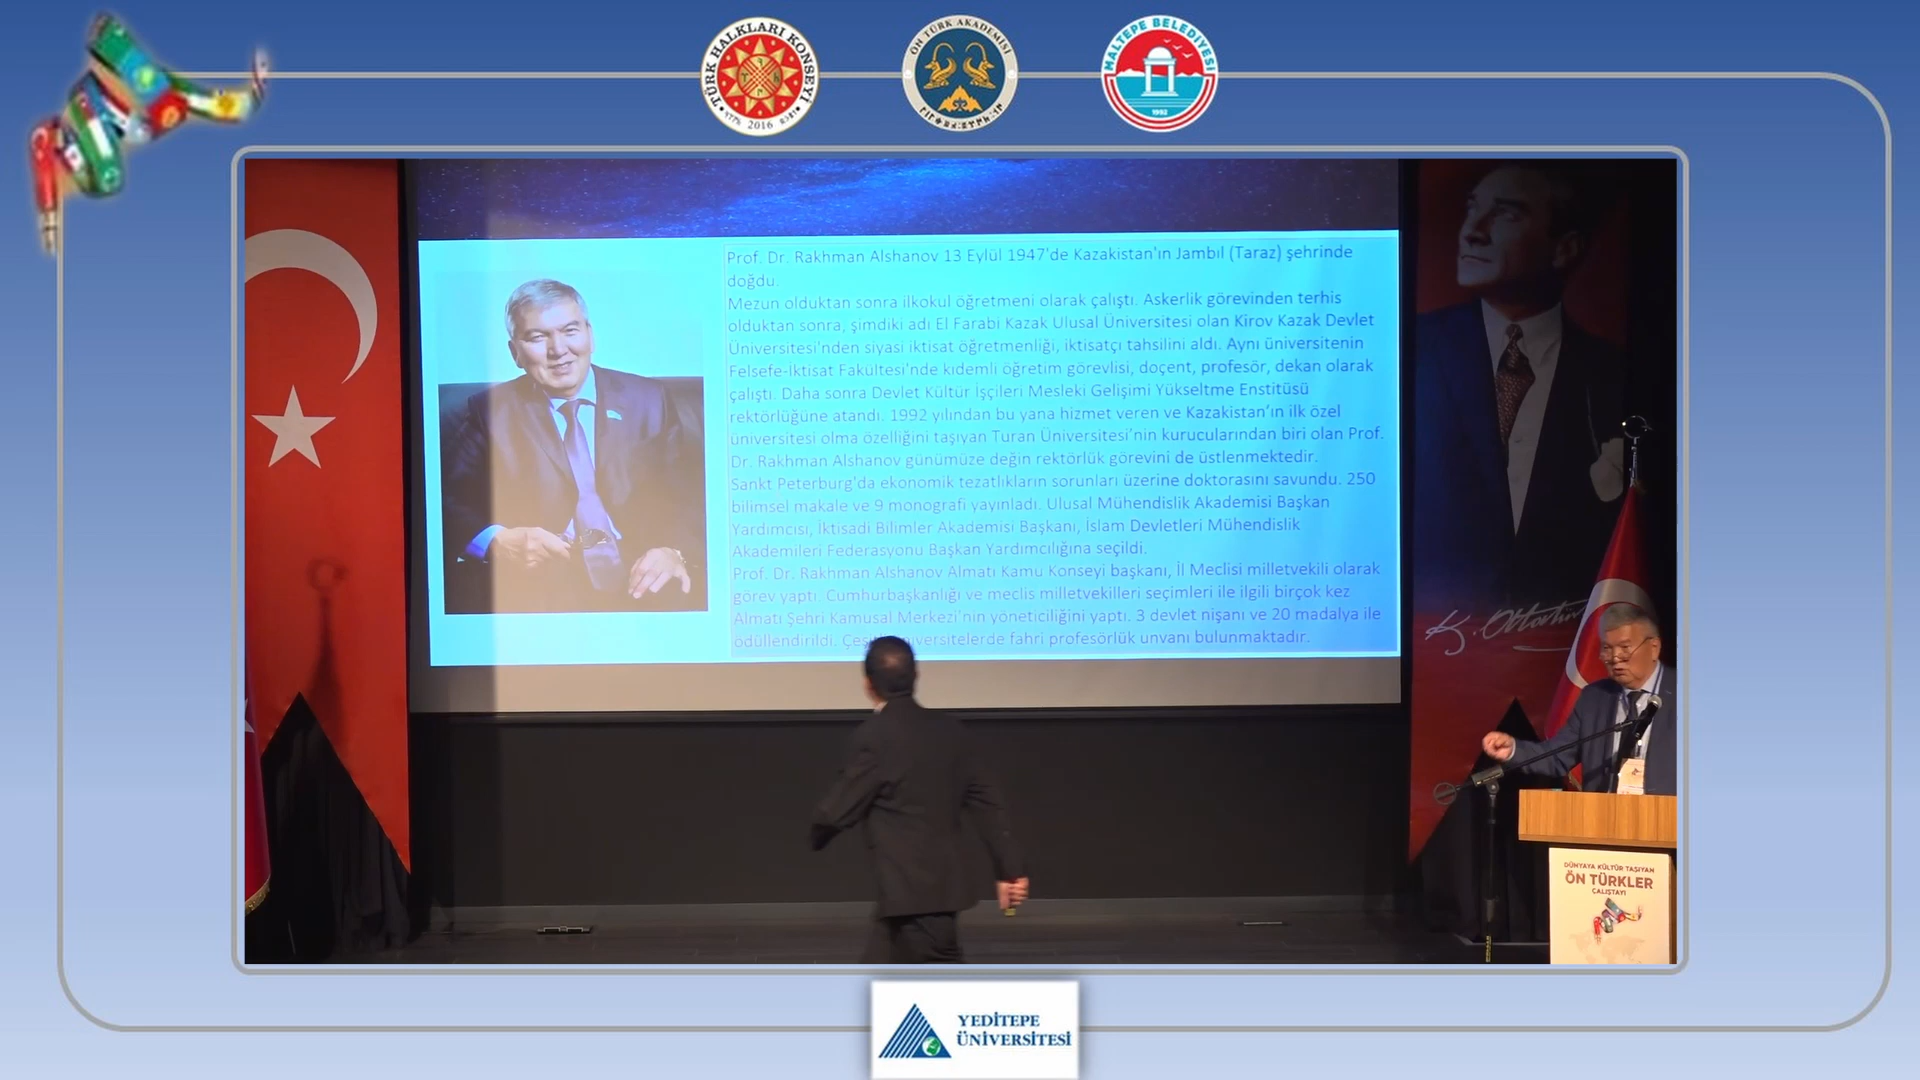 TÜRK HALKLARI KONSEYİ
2016
ÖN TÜRK AKADEMİSİ
MALTEPE BELEDİYESİ
1992
Prof. Dr. Rakhman Alshanov 13 Eylül 1947'de Kazakistan'ın Jambıl (Taraz) şehrinde
doğdu.
Mezun olduktan sonra ilkokul öğretmeni olarak çalıştı. Askerlik görevinden terhis
olduktan sonra, şimdiki adı El Farabi Kazak Ulusal Üniversitesi olan Kirov Kazak Devlet
Üniversitesi'nden siyasi iktisat öğretmenliği, iktisatçı tahsilini aldı. Aynı üniversitenin
Felsefe-İktisat Fakültesi'nde kıdemli öğretim görevlisi, doçent, profesör, dekan olarak
çalıştı. Daha sonra Devlet Kültür İşçileri Mesleki Gelişimi Yükseltme Enstitüsü
rektörlüğüne atandı. 1992 yılından bu yana hizmet veren ve Kazakistan'ın ilk özel
üniversitesi olma özelliğini taşıyan Turan Üniversitesi'nin kurucularından biri olan Prof.
Dr. Rakhman Alshanov günümüze değin rektörlük görevini de üstlenmektedir.
Sankt Peterburg'da ekonomik tezatlıkların sorunları üzerine doktorasını savundu. 250
bilimsel makale ve 9 monografi yayınladı. Ulusal Mühendislik Akademisi Başkan
Yardımcısı, İktisadi Bilimler Akademisi Başkanı, İslam Devletleri Mühendislik
Akademileri Federasyonu Başkan Yardımcılığına seçildi.
Prof. Dr. Rakhman Alshanov Almatı Kamu Konseyi başkanı, İl Meclisi milletvekili olarak
görev yaptı. Cumhurbaşkanlığı ve meclis milletvekilleri seçimleri ile ilgili birçok kez
Almatı Şehri Kamusal Merkezi'nin yöneticiliğini yaptı. 3 devlet nişanı ve 20 madalya ile
ödüllendirildi. üniversitelerde fahri profesörlük unvanı bulunmaktadır.
K. Atatürk
DÜNYAYA KÜLTÜR TAŞIYAN
ÖN TÜRKLER
ÇALIŞTAYI
YEDİTEPE
ÜNİVERSİTESİ